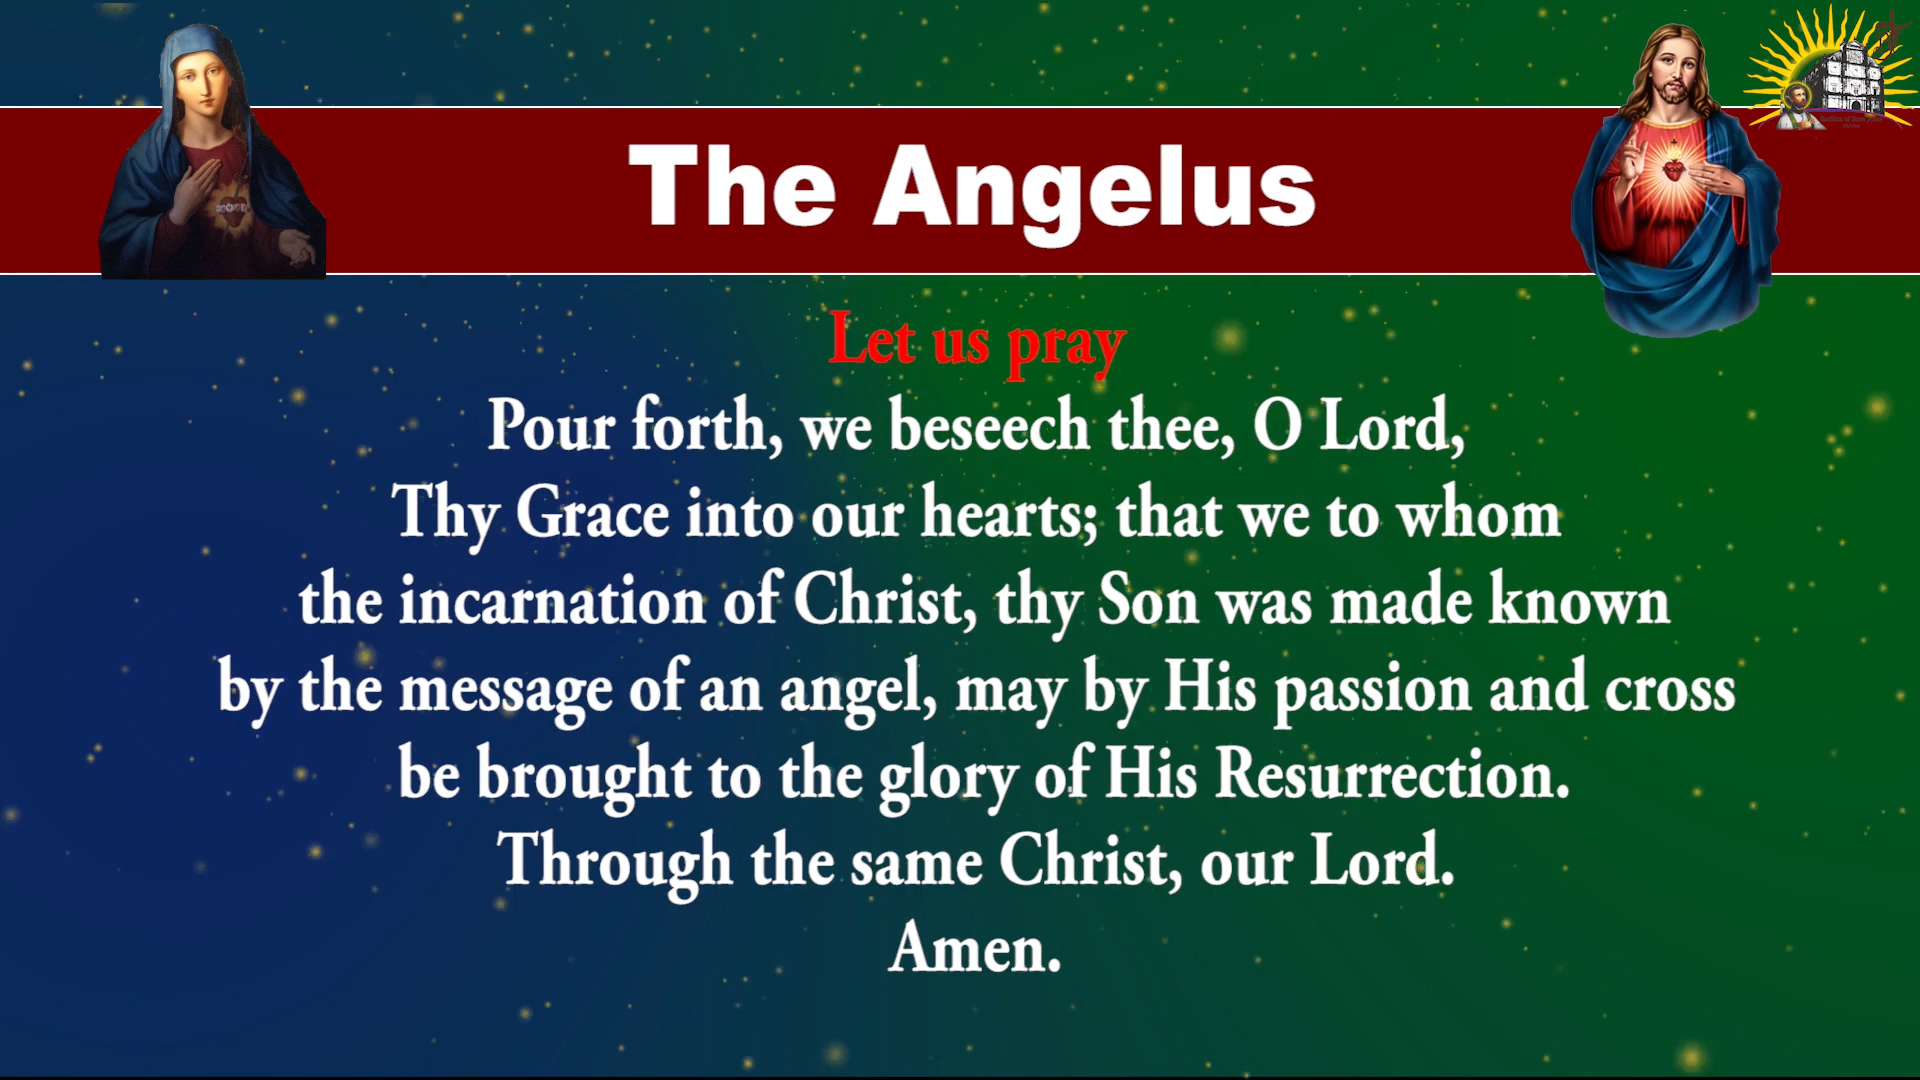 The Angelus
Let us pray
Pour forth, we beseech thee, O Lord,
Thy Grace into our hearts; that we to whom
the incarnation of Christ, thy Son was made known
by the message of an angel, may by His passion and cross
be brought to the glory of His Resurrection.
Through the same Christ, our Lord.
Amen.